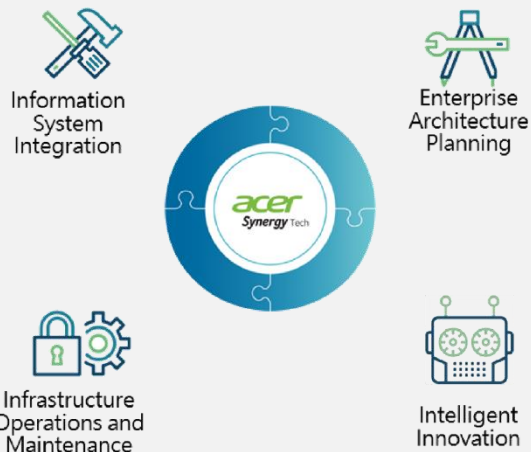 Information
System
Integration
Enterprise
Architecture
Planning
acer
Synergy Tech
Infrastructure
Operations and
Maintenance
Intelligent
Innovation